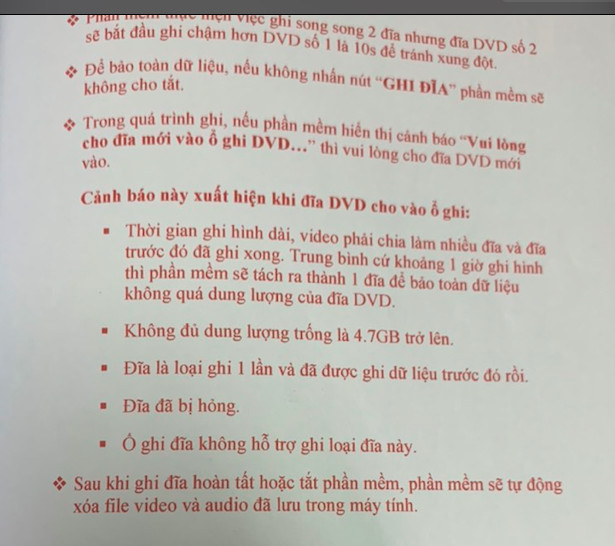 ❖ Phần mềm thực hiện việc ghi song song 2 đĩa nhưng đĩa DVD số 2
sẽ bắt đầu ghi chậm hơn DVD số 1 là 10s để tránh xung đột.
❖ Để bảo toàn dữ liệu, nếu không nhấn nút “GHI ĐĨA” phần mềm sẽ
không cho tắt.
❖ Trong quá trình ghi, nếu phần mềm hiển thị cảnh báo “Vui lòng
cho đĩa mới vào ổ ghi DVD…” thì vui lòng cho đĩa DVD mới
vào.
Cảnh báo này xuất hiện khi đĩa DVD cho vào ổ ghi:
▪ Thời gian ghi hình dài, video phải chia làm nhiều đĩa và đĩa
trước đó đã ghi xong. Trung bình cứ khoảng 1 giờ ghi hình
thì phần mềm sẽ tách ra thành 1 đĩa để bảo toàn dữ liệu
không quá dung lượng của đĩa DVD.
▪ Không đủ dung lượng trống là 4.7GB trở lên.
▪ Đĩa là loại ghi 1 lần và đã được ghi dữ liệu trước đó rồi.
▪ Đĩa đã bị hỏng.
▪ Ổ ghi đĩa không hỗ trợ ghi loại đĩa này.
❖ Sau khi ghi đĩa hoàn tất hoặc tắt phần mềm, phần mềm sẽ tự động
xóa file video và audio đã lưu trong máy tính.